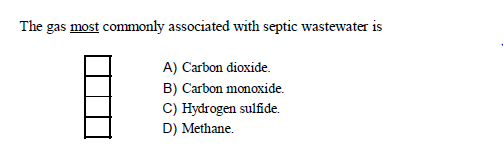 The gas most commonly associated with septic wastewater is
A) Carbon dioxide.
B) Carbon monoxide.
C) Hydrogen sulfide.
D) Methane.